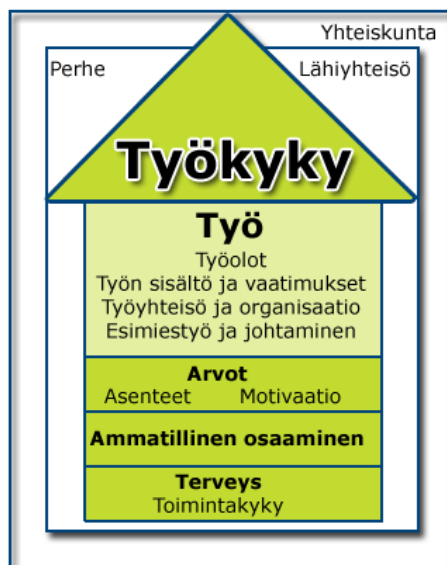 Yhteiskunta
Perhe
Lähiyhteisö
Työkyky
Työ
Työolot
Työn sisältö ja vaatimukset
Työyhteisö ja organisaatio
Esimiestyö ja johtaminen
Arvot
Asenteet Motivaatio
Ammatillinen osaaminen
Terveys
Toimintakyky